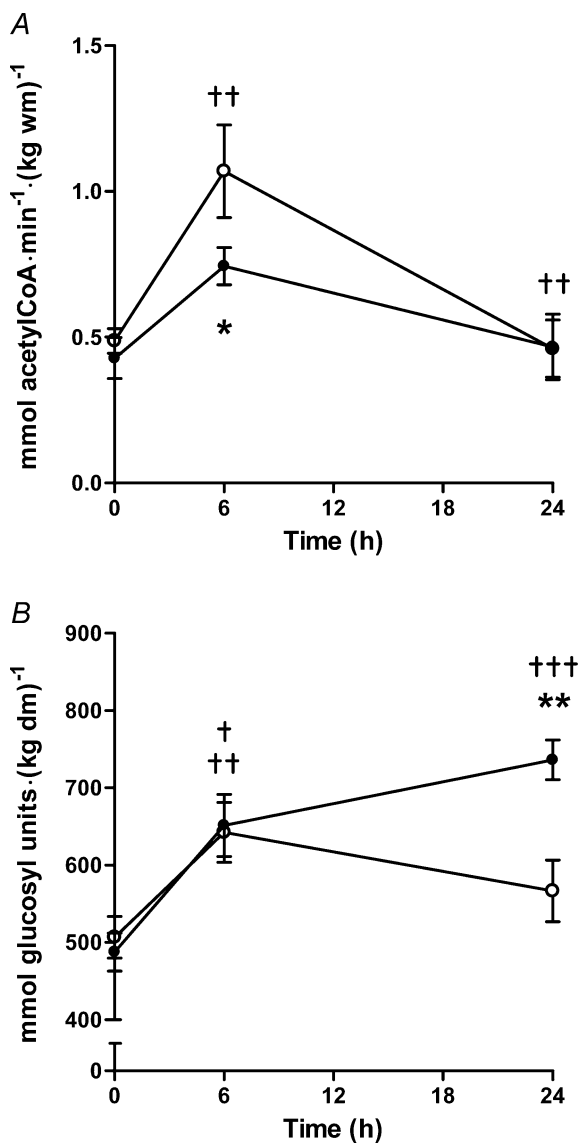 A
mmol acetylCoA·min⁻¹·(kg wm)⁻¹
1.5
††
1.0
††
0.5
*
0.0
0 6 12 18 24
Time (h)
B
mmol glucosyl units·(kg dm)⁻¹
900
†††
**
800
†
††
700
600
500
400
0
0 6 12 18 24
Time (h)